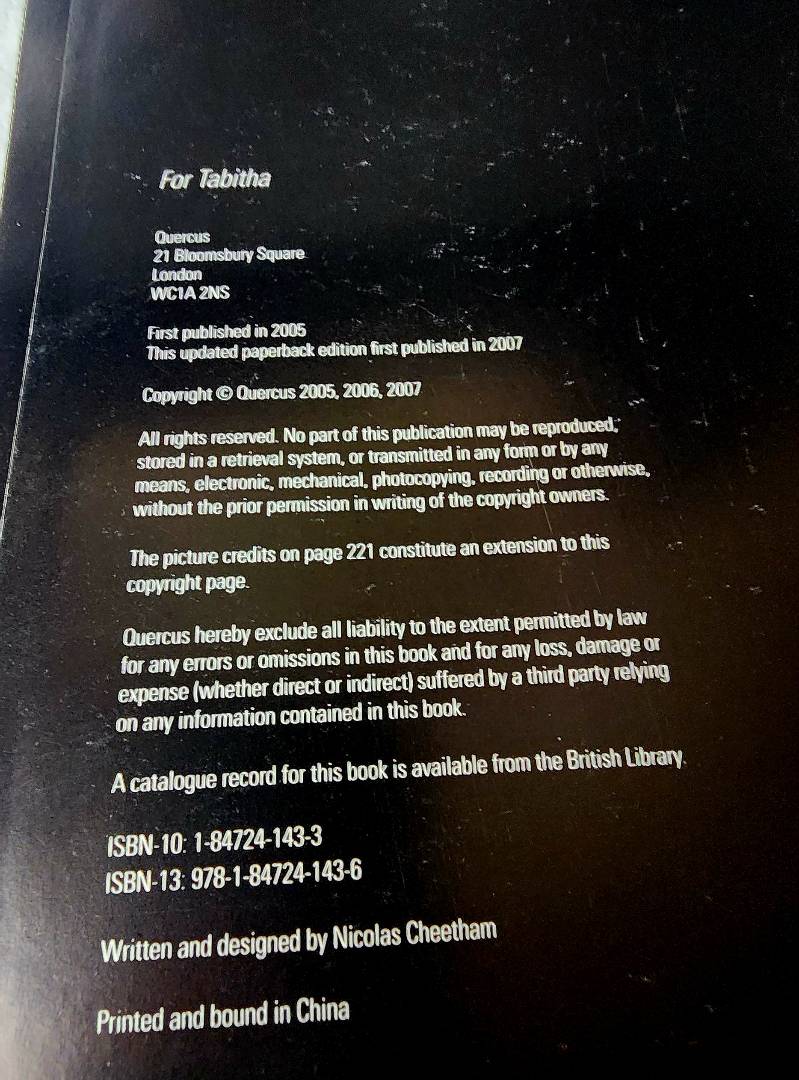 For Tabitha
Quercus
21 Bloomsbury Square
London
WC1A 2NS
First published in 2005
This updated paperback edition first published in 2007
Copyright © Quercus 2005, 2006, 2007
All rights reserved. No part of this publication may be reproduced,
stored in a retrieval system, or transmitted in any form or by any
means, electronic, mechanical, photocopying, recording or otherwise,
without the prior permission in writing of the copyright owners.
The picture credits on page 221 constitute an extension to this
copyright page.
Quercus hereby exclude all liability to the extent permitted by law
for any errors or omissions in this book and for any loss, damage or
expense (whether direct or indirect) suffered by a third party relying
on any information contained in this book.
A catalogue record for this book is available from the British Library.
ISBN-10: 1-84724-143-3
ISBN-13: 978-1-84724-143-6
Written and designed by Nicolas Cheetham
Printed and bound in China